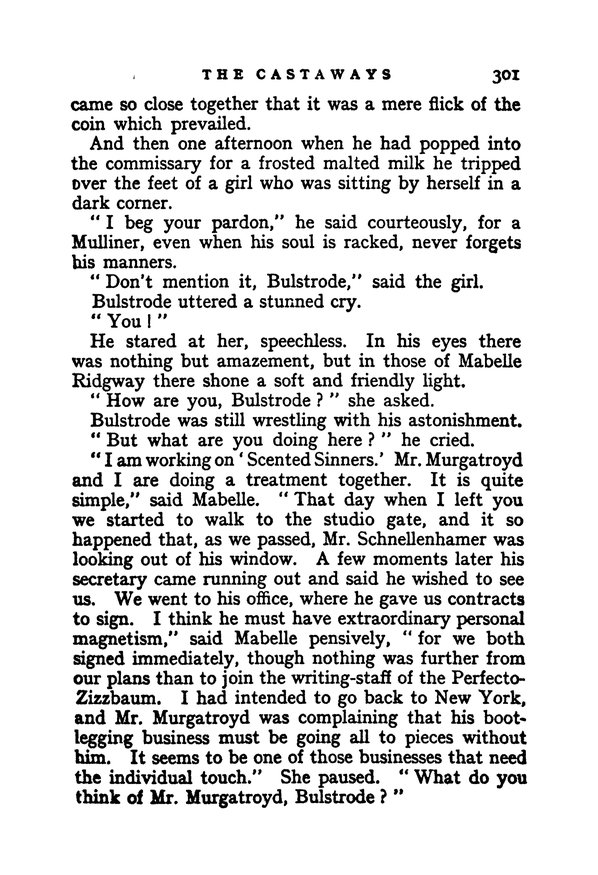 THE CASTAWAYS 301
came so close together that it was a mere flick of the
coin which prevailed.
And then one afternoon when he had popped into
the commissary for a frosted malted milk he tripped
over the feet of a girl who was sitting by herself in a
dark corner.
" I beg your pardon," he said courteously, for a
Mulliner, even when his soul is racked, never forgets
his manners.
" Don't mention it, Bulstrode," said the girl.
Bulstrode uttered a stunned cry.
" You ! "
He stared at her, speechless. In his eyes there
was nothing but amazement, but in those of Mabelle
Ridgway there shone a soft and friendly light.
" How are you, Bulstrode ? " she asked.
Bulstrode was still wrestling with his astonishment.
" But what are you doing here ? " he cried.
" I am working on ' Scented Sinners.' Mr. Murgatroyd
and I are doing a treatment together. It is quite
simple," said Mabelle. " That day when I left you
we started to walk to the studio gate, and it so
happened that, as we passed, Mr. Schnellenhamer was
looking out of his window. A few moments later his
secretary came running out and said he wished to see
us. We went to his office, where he gave us contracts
to sign. I think he must have extraordinary personal
magnetism," said Mabelle pensively, " for we both
signed immediately, though nothing was further from
our plans than to join the writing-staff of the Perfecto-
Zizzbaum. I had intended to go back to New York,
and Mr. Murgatroyd was complaining that his boot-
legging business must be going all to pieces without
him. It seems to be one of those businesses that need
the individual touch." She paused. " What do you
think of Mr. Murgatroyd, Bulstrode ? "